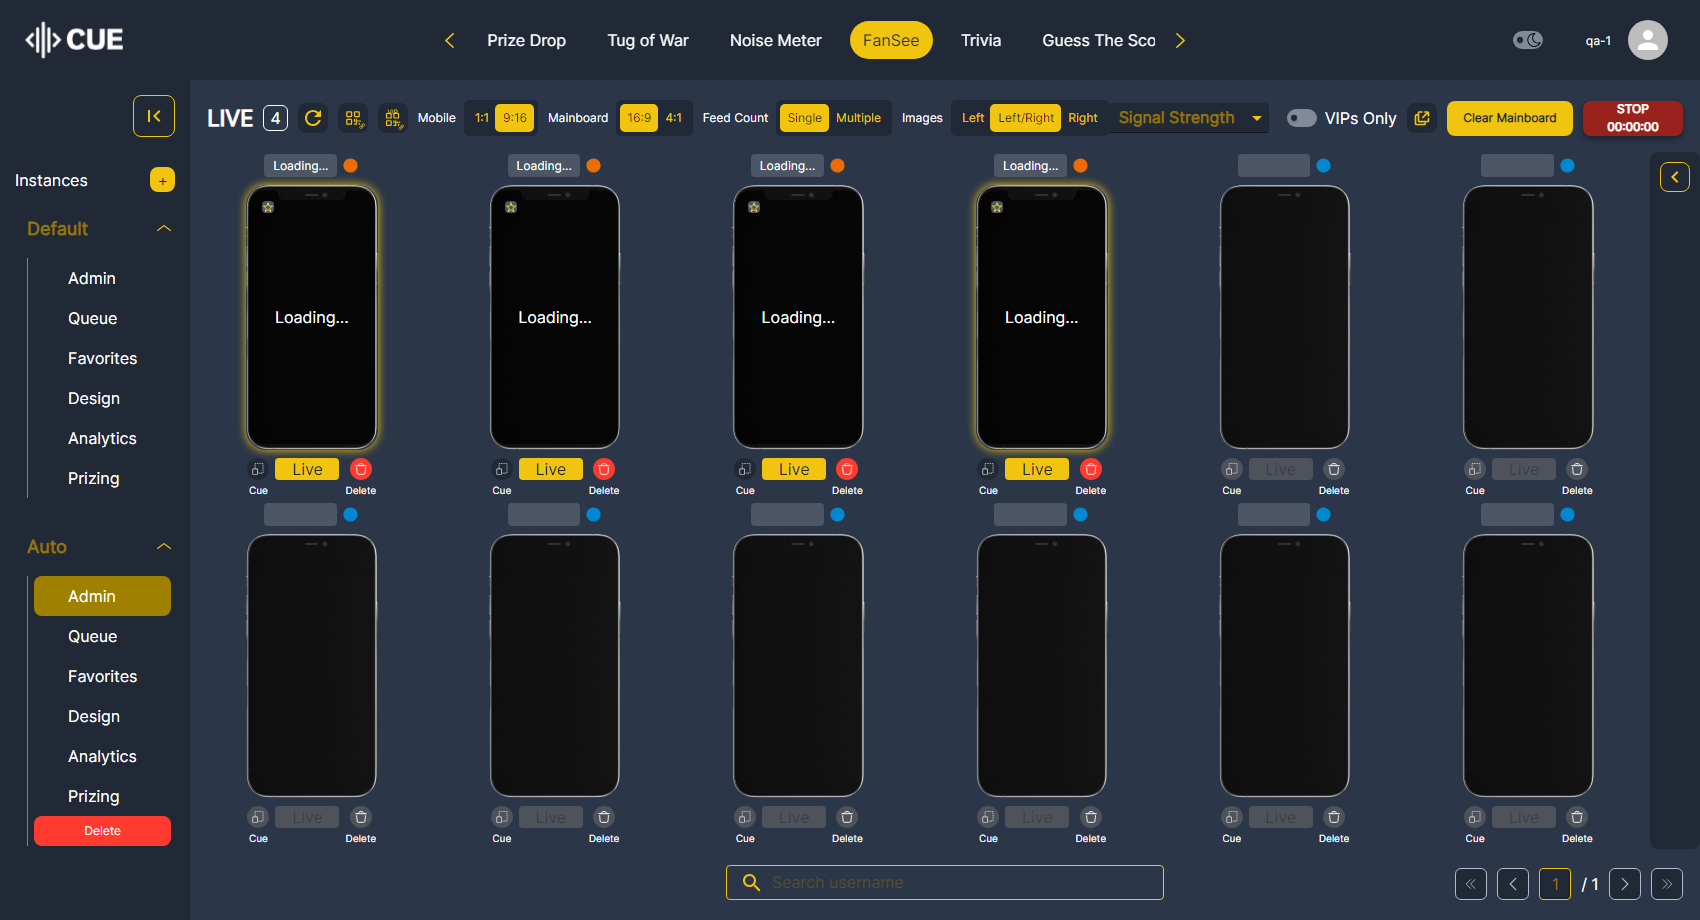 CUE
Prize Drop
Tug of War
Noise Meter
FanSee
Trivia
Guess The Sco
qa-1
LIVE 4
Mobile 1:1 9:16
Mainboard 16:9 4:1
Feed Count Single Multiple
Images Left Left/Right Right
Signal Strength
VIPs Only
Clear Mainboard
STOP
00:00:00
Instances +
Default
Admin
Queue
Favorites
Design
Analytics
Prizing
Auto
Admin
Queue
Favorites
Design
Analytics
Prizing
Delete
Loading... Loading... Loading... Loading...
Loading... Loading... Loading... Loading...
Live Live Live Live Live Live
Cue Delete Cue Delete Cue Delete Cue Delete Cue Delete Cue Delete
Live Live Live Live Live Live
Cue Delete Cue Delete Cue Delete Cue Delete Cue Delete Cue Delete
Search username
1 / 1